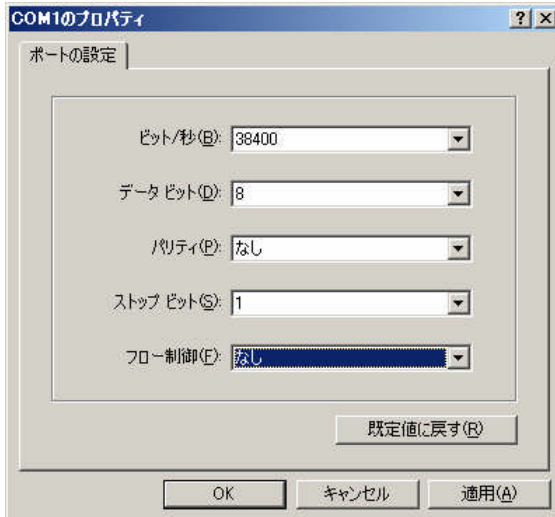 COM1のプロパティ
ポートの設定
ビット/秒(B): 38400
データ ビット(D): 8
パリティ(P): なし
ストップ ビット(S): 1
フロー制御(F): なし
既定値に戻す(R)
OK キャンセル 適用(A)